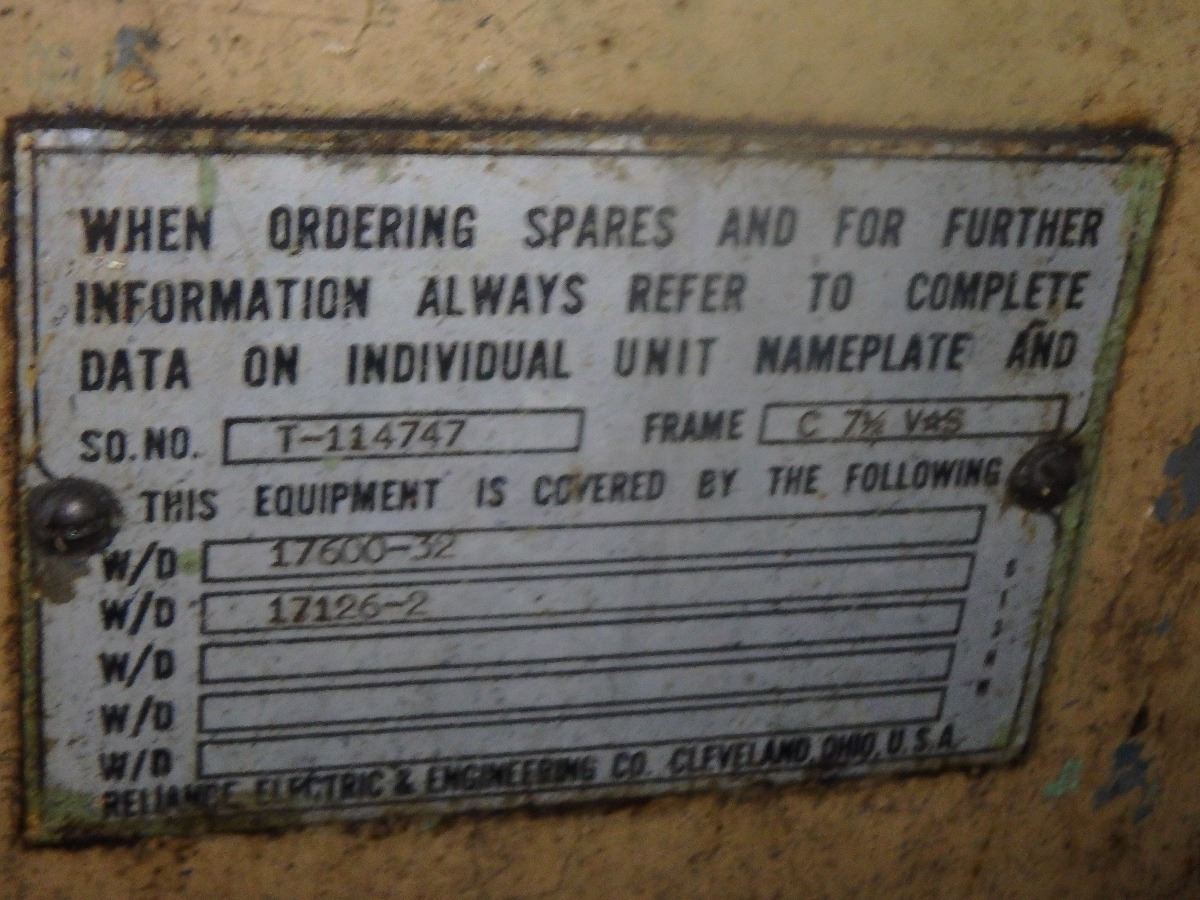 WHEN ORDERING SPARES AND FOR FURTHER
INFORMATION ALWAYS REFER TO COMPLETE
DATA ON INDIVIDUAL UNIT NAMEPLATE AND
SO. NO. T-114747 FRAME C 7½ V*S
THIS EQUIPMENT IS COVERED BY THE FOLLOWING
W/D 17600-32
W/D 17126-2
W/D
W/D
W/D
RELIANCE ELECTRIC & ENGINEERING CO. CLEVELAND, OHIO, U.S.A.